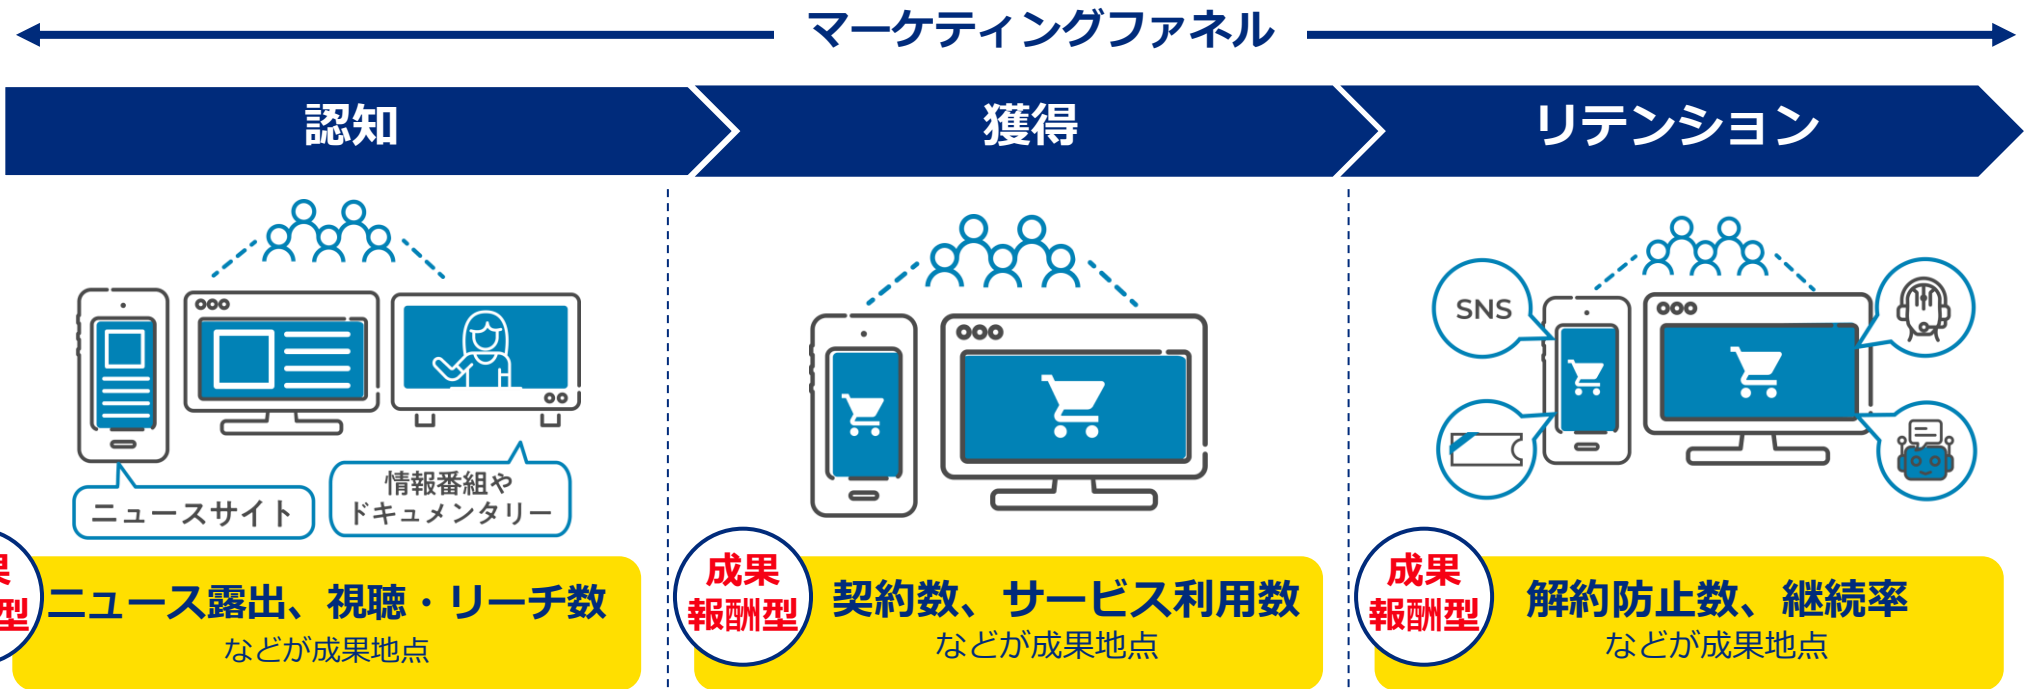 マーケティングファネル
認知
獲得
リテンション
ニュースサイト
情報番組や
ドキュメンタリー
SNS
果
型
ニュース露出、視聴・リーチ数
などが成果地点
成果
報酬型
契約数、サービス利用数
などが成果地点
成果
報酬型
解約防止数、継続率
などが成果地点